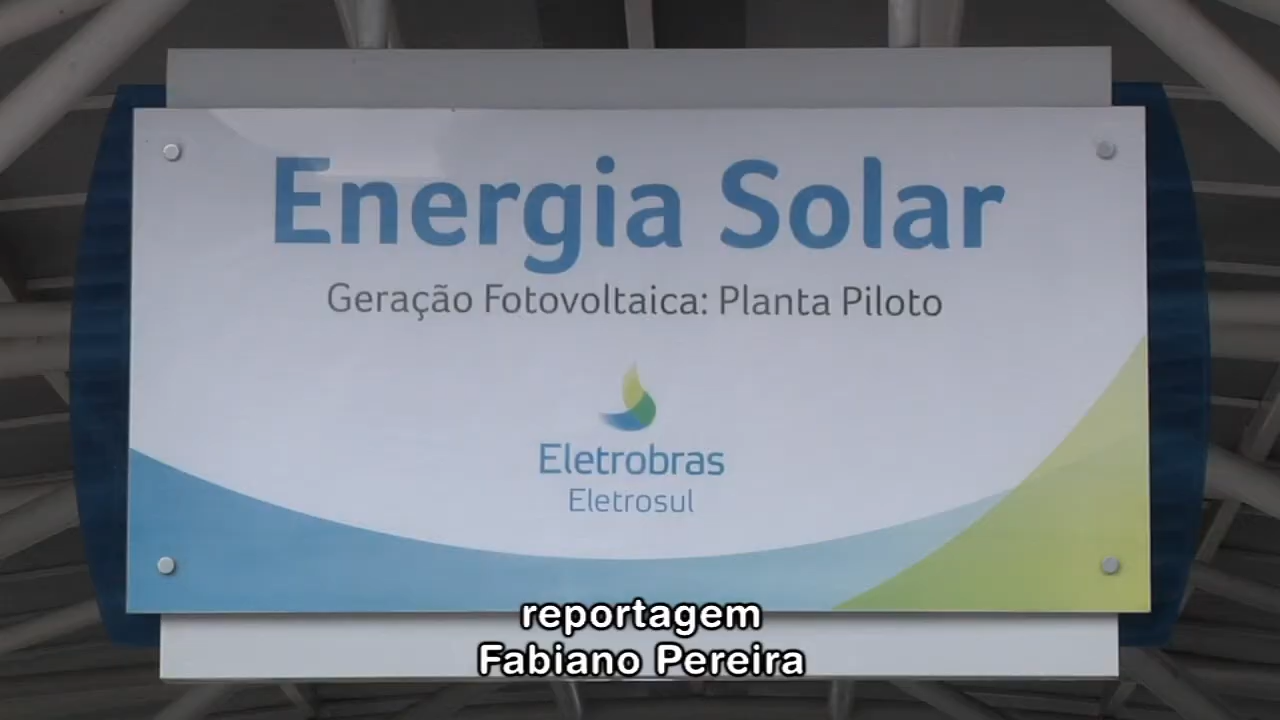 Energia Solar
Geração Fotovoltaica: Planta Piloto
Eletrobras
Eletrosul
reportagem
Fabiano Pereira